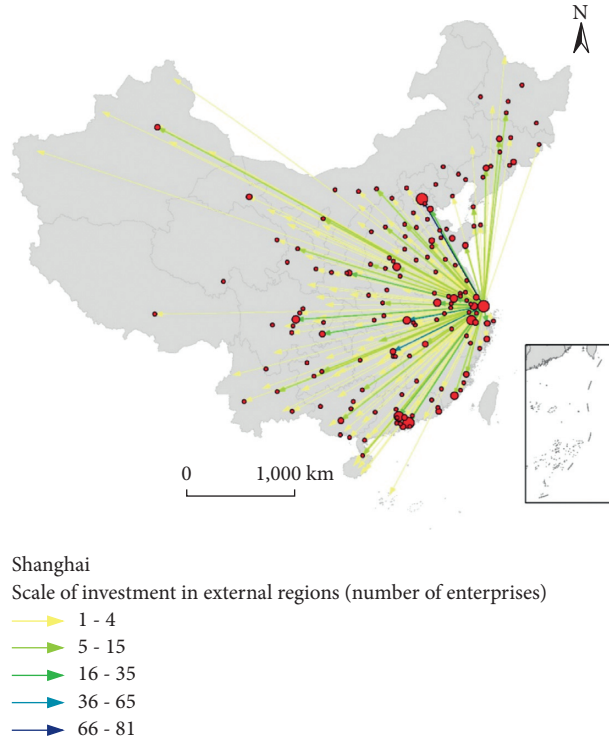 N
0 1,000 km
Shanghai
Scale of investment in external regions (number of enterprises)
1 - 4
5 - 15
16 - 35
36 - 65
66 - 81